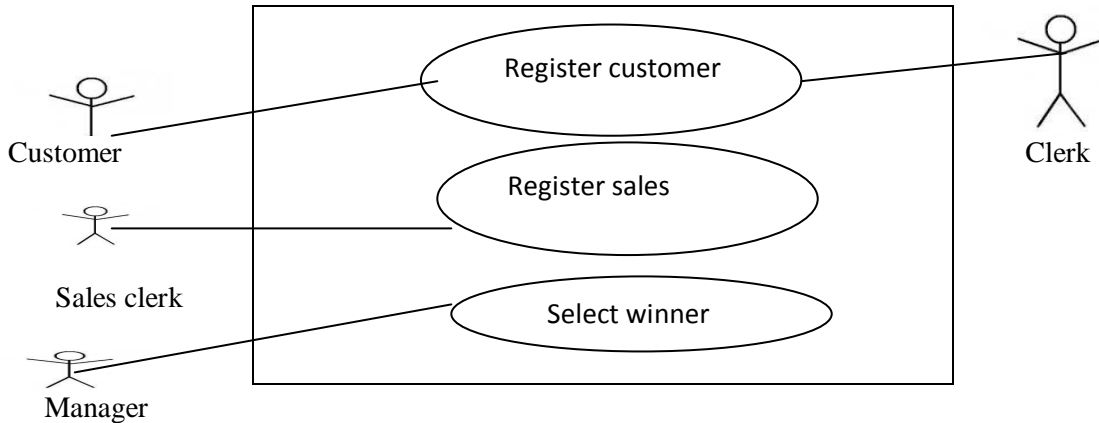 Register customer
Customer
Clerk
Register sales
Sales clerk
Select winner
Manager